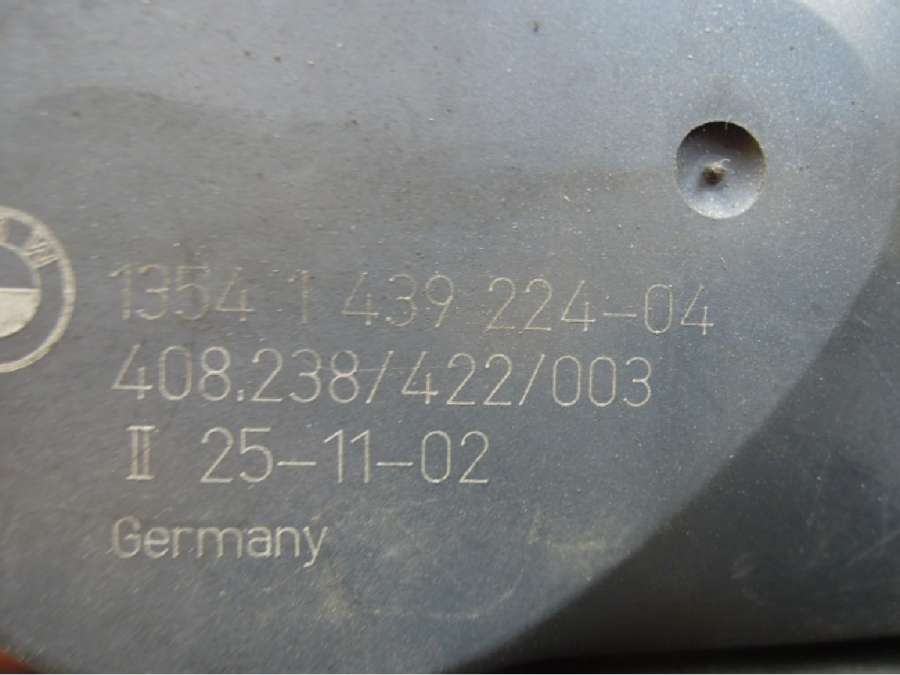 1354 1 439 224-04
408.238/422/003
II 25-11-02
Germany